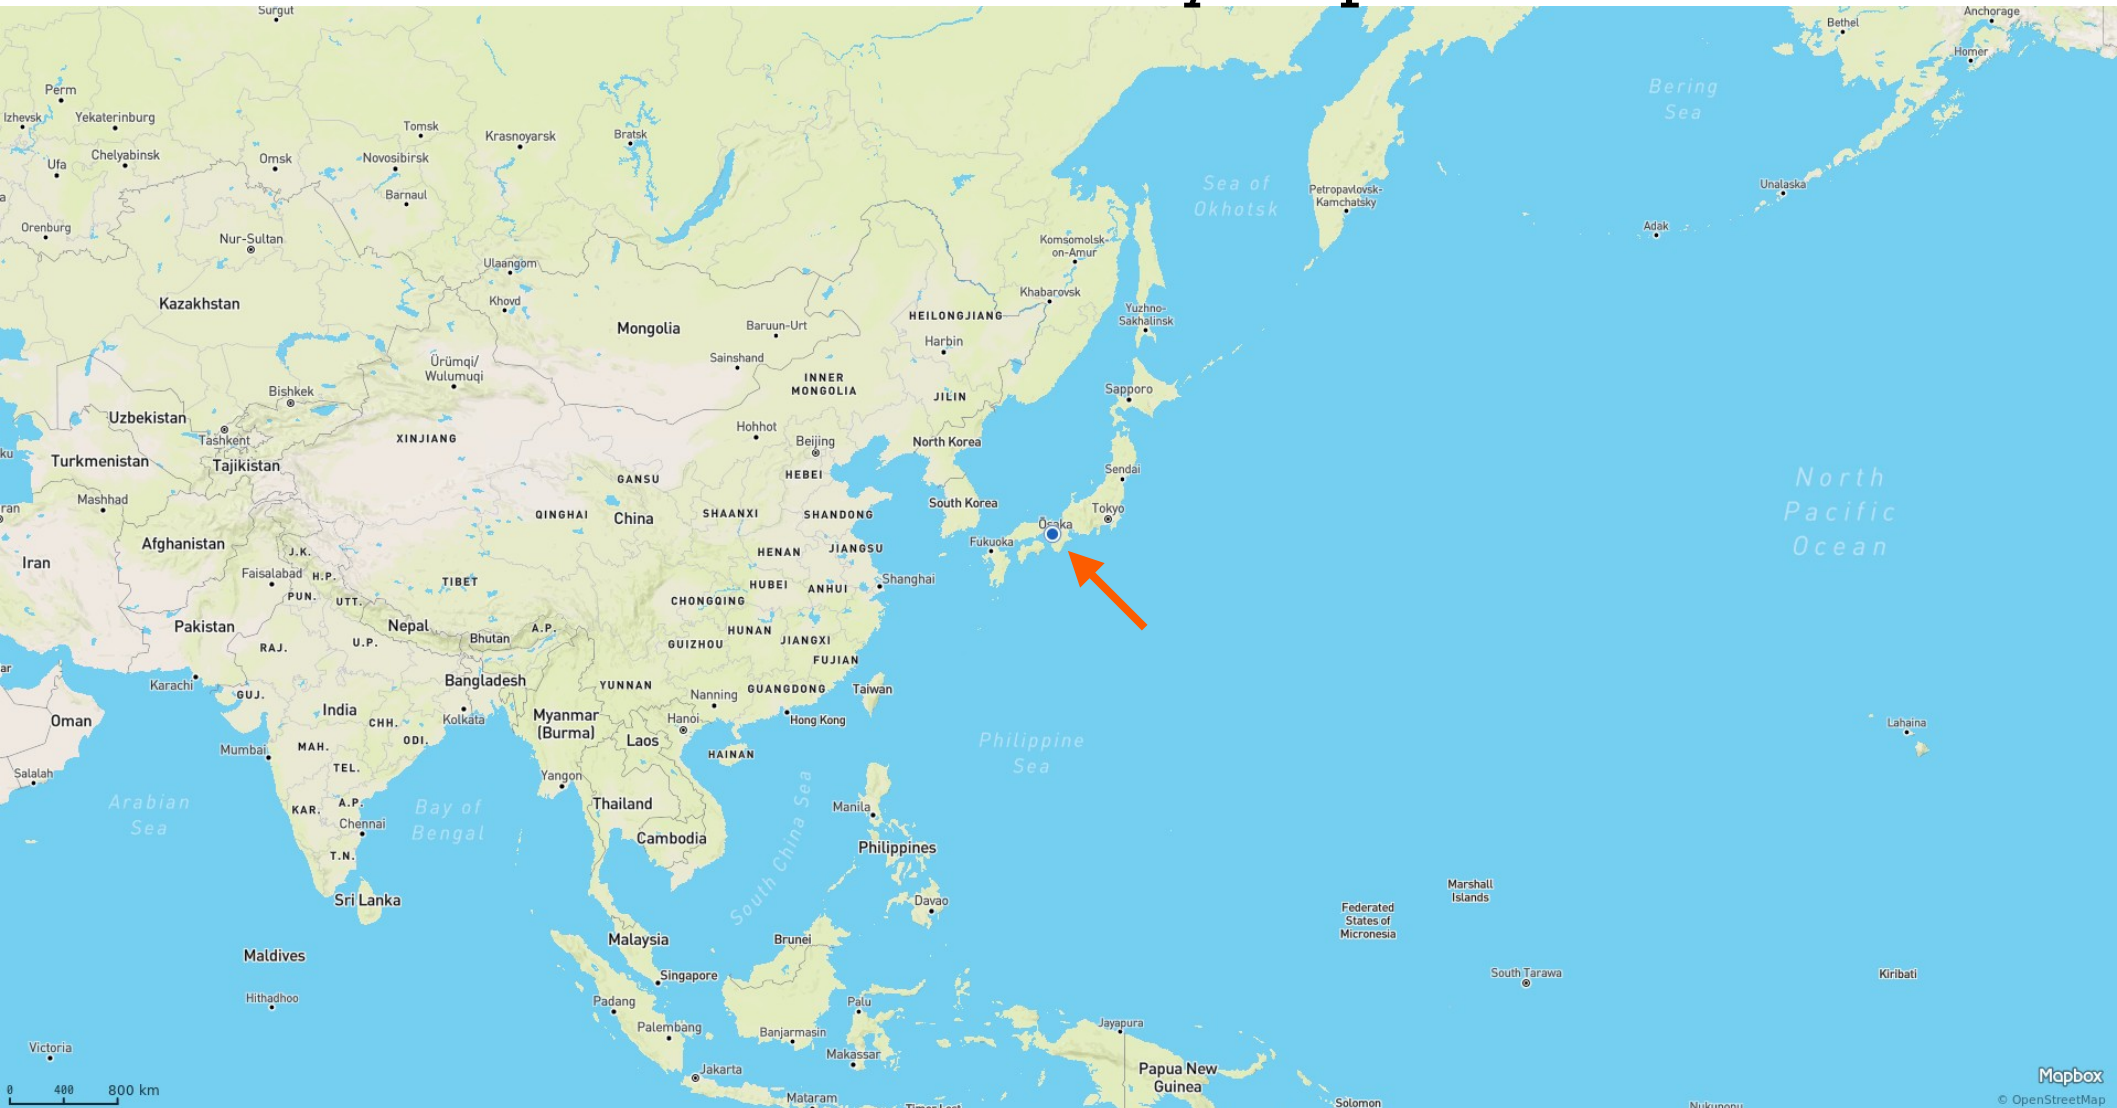 Surgut
Anchorage
Bethel
Homer
Perm
Bering
Sea
Izhevsk
Yekaterinburg
Tomsk
Krasnoyarsk
Bratsk
Chelyabinsk
Omsk
Novosibirsk
Ufa
Barnaul
Sea of
Okhotsk
Petropavlovsk-
Kamchatsky
Unalaska
Orenburg
Nur-Sultan
Komsomolsk-
on-Amur
Adak
Ulaangom
Khovd
Khabarovsk
Kazakhstan
Yuzhno-
Sakhalinsk
HEILONGJIANG
Mongolia
Baruun-Urt
Harbin
Ürümqi/
Wulumuqi
Sainshand
INNER
MONGOLIA
Bishkek
JILIN
Sapporo
Uzbekistan
Tashkent
XINJIANG
Hohhot
Beijing
North Korea
ku
Turkmenistan
Tajikistan
HEBEI
Sendai
GANSU
North
Pacific
Ocean
Mashhad
ran
South Korea
Tokyo
QINGHAI
China
SHAANXI
SHANDONG
Ōsaka
Afghanistan
J.K.
HENAN
JIANGSU
Fukuoka
Iran
Faisalabad
H.P.
TIBET
HUBEI
ANHUI
Shanghai
PUN.
UTT.
CHONGQING
Pakistan
Nepal
Bhutan
A.P.
HUNAN
JIANGXI
RAJ.
U.P.
GUIZHOU
FUJIAN
ar
Karachi
GUJ.
Bangladesh
YUNNAN
Nanning
GUANGDONG
Taiwan
Oman
India
CHH.
Kolkata
Myanmar
(Burma)
Hanoi
Hong Kong
Lahaina
Mumbai
MAH.
ODI.
Laos
HAINAN
Philippine
Sea
Salalah
TEL.
Yangon
Arabian
Sea
KAR.
A.P.
Bay of
Bengal
Thailand
South China Sea
Manila
Chennai
Cambodia
Philippines
T.N.
Sri Lanka
Davao
Marshall
Islands
Federated
States of
Micronesia
Malaysia
Brunei
Maldives
Singapore
South Tarawa
Kiribati
Hithadhoo
Padang
Palu
Palembang
Banjarmasin
Jayapura
Victoria
Makassar
Jakarta
Papua New
Guinea
Mapbox
0 400 800 km
Mataram
Solomon
© OpenStreetMap